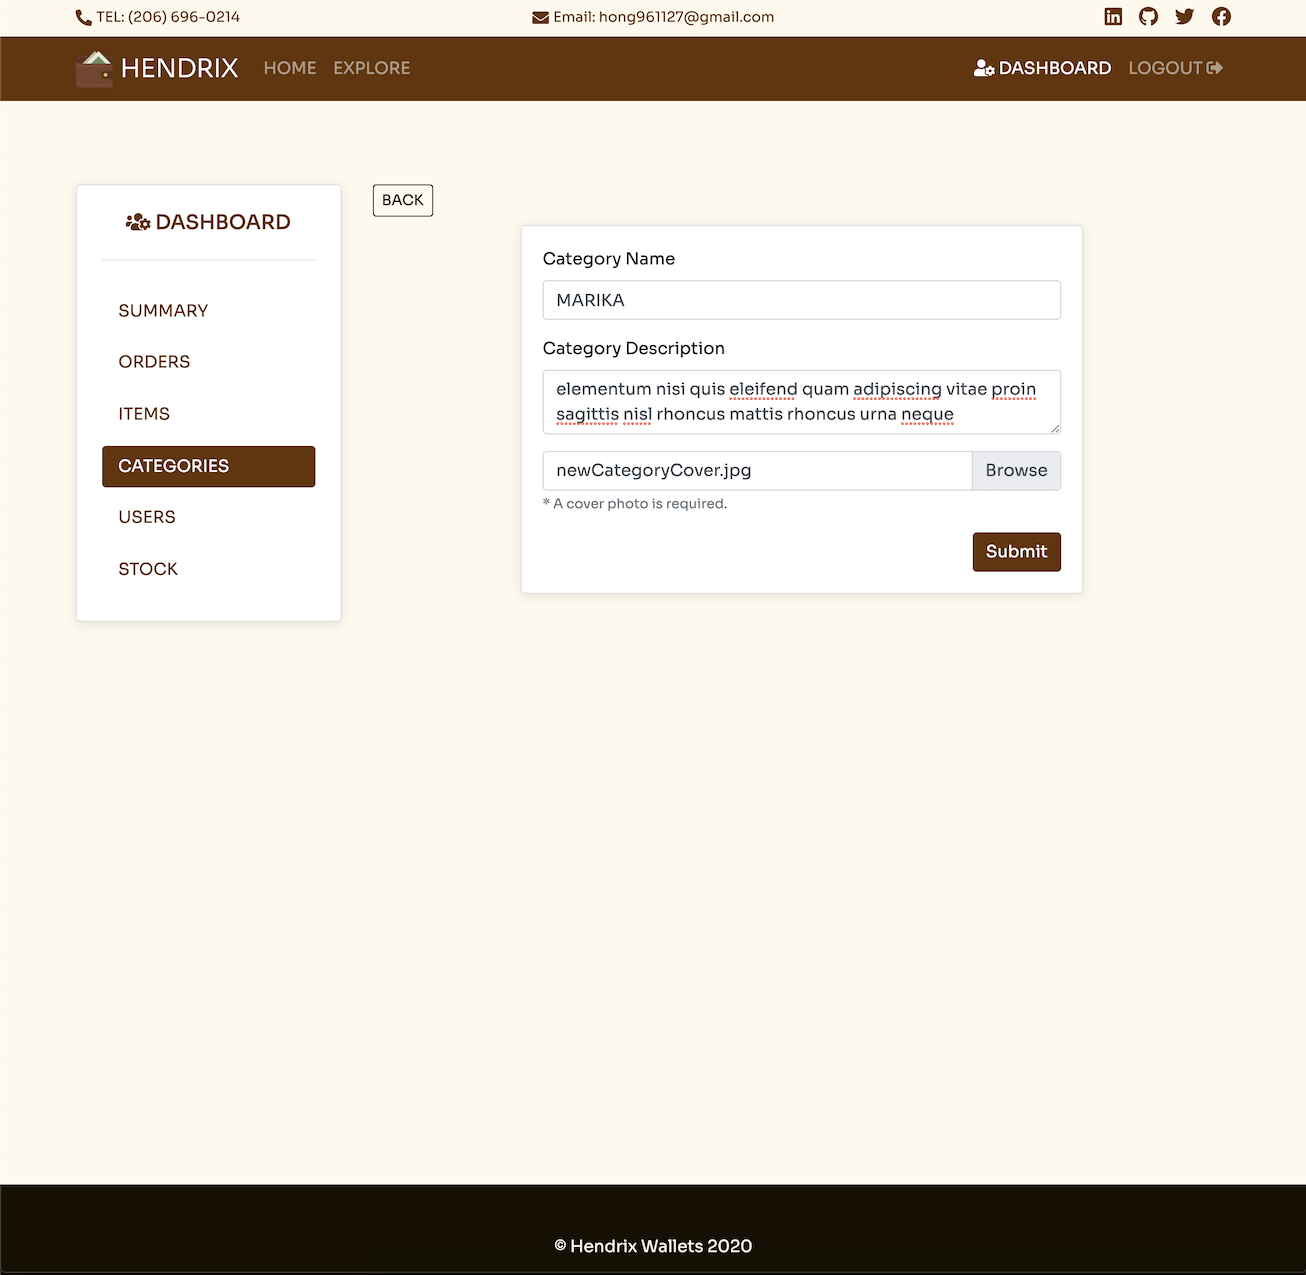 TEL: (206) 696-0214
Email: hong961127@gmail.com
HENDRIX
HOME
EXPLORE
DASHBOARD
LOGOUT
DASHBOARD
SUMMARY
ORDERS
ITEMS
CATEGORIES
USERS
STOCK
BACK
Category Name
MARIKA
Category Description
elementum nisi quis eleifend quam adipiscing vitae proin
sagittis nisl rhoncus mattis rhoncus urna neque
newCategoryCover.jpg
Browse
* A cover photo is required.
Submit
© Hendrix Wallets 2020